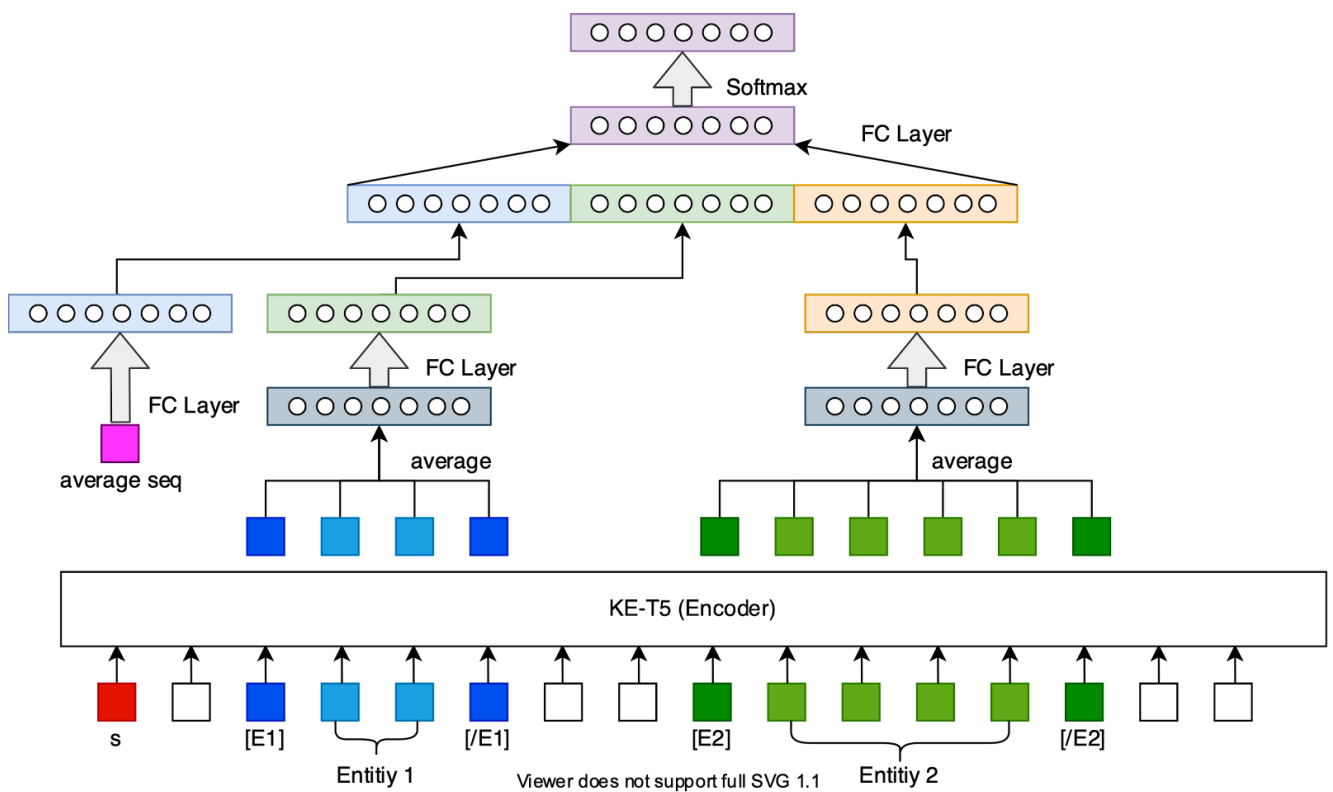 Softmax
FC Layer
FC Layer
FC Layer
FC Layer
average seq
average
average
KE-T5 (Encoder)
s
[E1]
[/E1]
[E2]
[/E2]
Entitiy 1
Entitiy 2
Viewer does not support full SVG 1.1